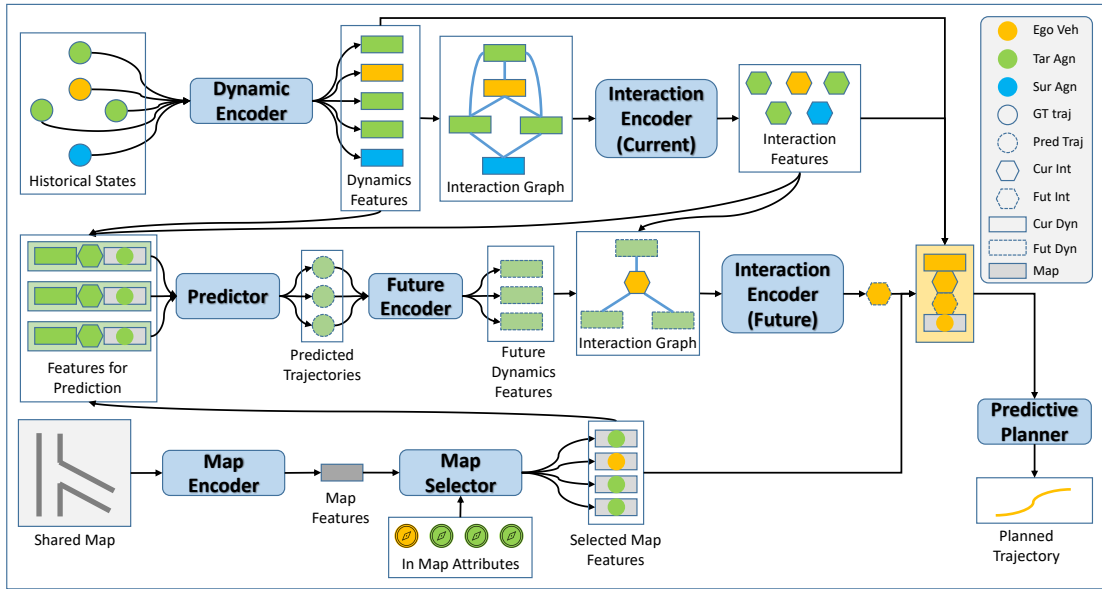 Historical States
Dynamic
Encoder
Dynamics
Features
Interaction Graph
Interaction
Encoder
(Current)
Interaction
Features
Ego Veh
Tar Agn
Sur Agn
GT traj
Pred Traj
Cur Int
Fut Int
Cur Dyn
Fut Dyn
Map
Features for
Prediction
Predictor
Predicted
Trajectories
Future
Encoder
Future
Dynamics
Features
Interaction Graph
Interaction
Encoder
(Future)
Predictive
Planner
Planned
Trajectory
Shared Map
Map
Encoder
Map
Features
Map
Selector
In Map Attributes
Selected Map
Features